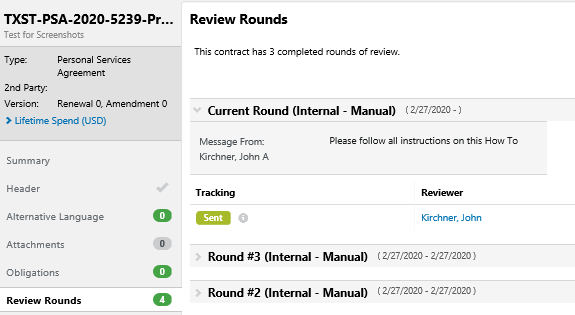 TXST-PSA-2020-5239-Pr...
Test for Screenshots
Type: Personal Services
Agreement
2nd Party:
Version: Renewal 0, Amendment 0
Lifetime Spend (USD)
Summary
Header
Alternative Language 0
Attachments 0
Obligations 0
Review Rounds 4
Review Rounds
This contract has 3 completed rounds of review.
Current Round (Internal - Manual) ( 2/27/2020 - )
Message From: Please follow all instructions on this How To
Kirchner, John A
Tracking Reviewer
Sent Kirchner, John
Round #3 (Internal - Manual) ( 2/27/2020 - 2/27/2020 )
Round #2 (Internal - Manual) ( 2/27/2020 - 2/27/2020 )